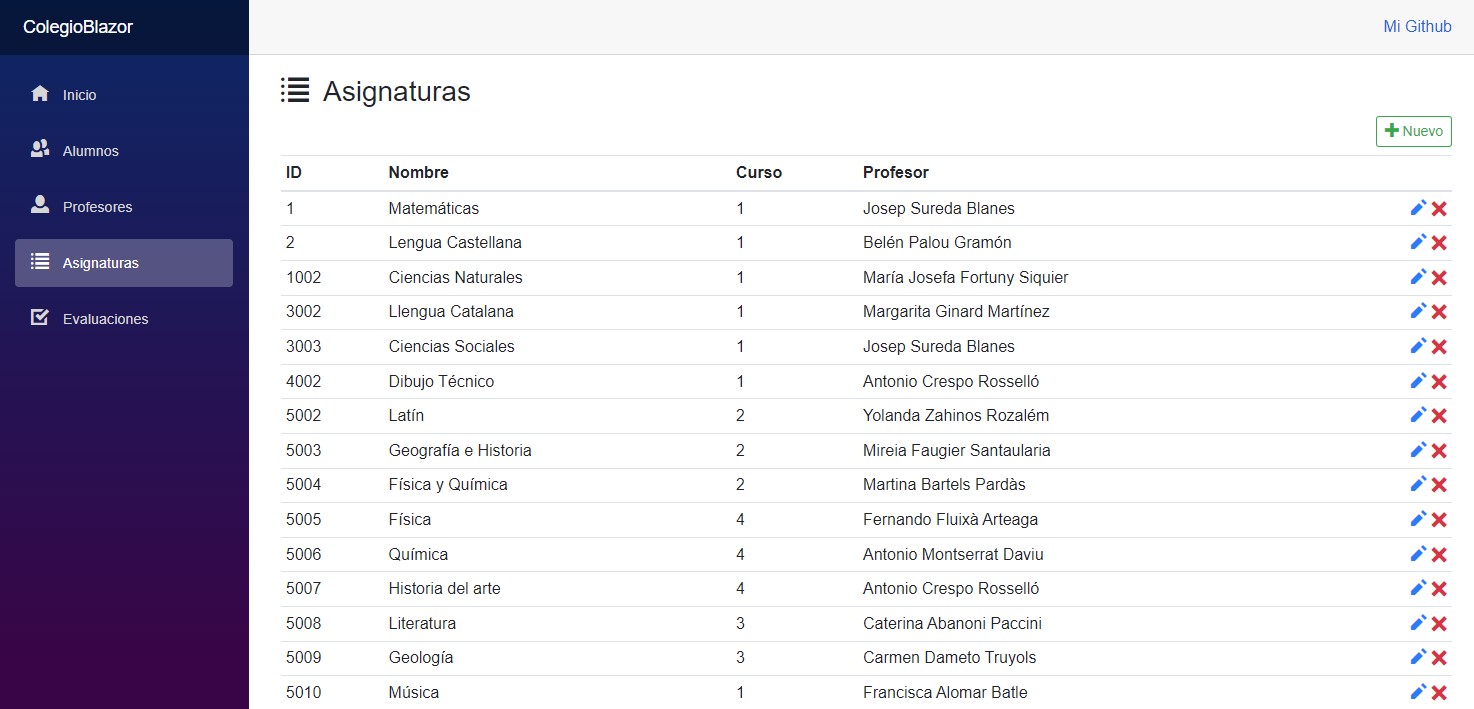 ColegioBlazor
Mi Github
Inicio
Alumnos
Profesores
Asignaturas
Evaluaciones
Asignaturas
Nuevo
ID Nombre Curso Profesor
1 Matemáticas 1 Josep Sureda Blanes
2 Lengua Castellana 1 Belén Palou Gramón
1002 Ciencias Naturales 1 María Josefa Fortuny Siquier
3002 Llengua Catalana 1 Margarita Ginard Martínez
3003 Ciencias Sociales 1 Josep Sureda Blanes
4002 Dibujo Técnico 1 Antonio Crespo Rosselló
5002 Latín 2 Yolanda Zahinos Rozalém
5003 Geografía e Historia 2 Mireia Faugier Santaularia
5004 Física y Química 2 Martina Bartels Pardàs
5005 Física 4 Fernando Fluixà Arteaga
5006 Química 4 Antonio Montserrat Daviu
5007 Historia del arte 4 Antonio Crespo Rosselló
5008 Literatura 3 Caterina Abanoni Paccini
5009 Geología 3 Carmen Dameto Truyols
5010 Música 1 Francisca Alomar Batle